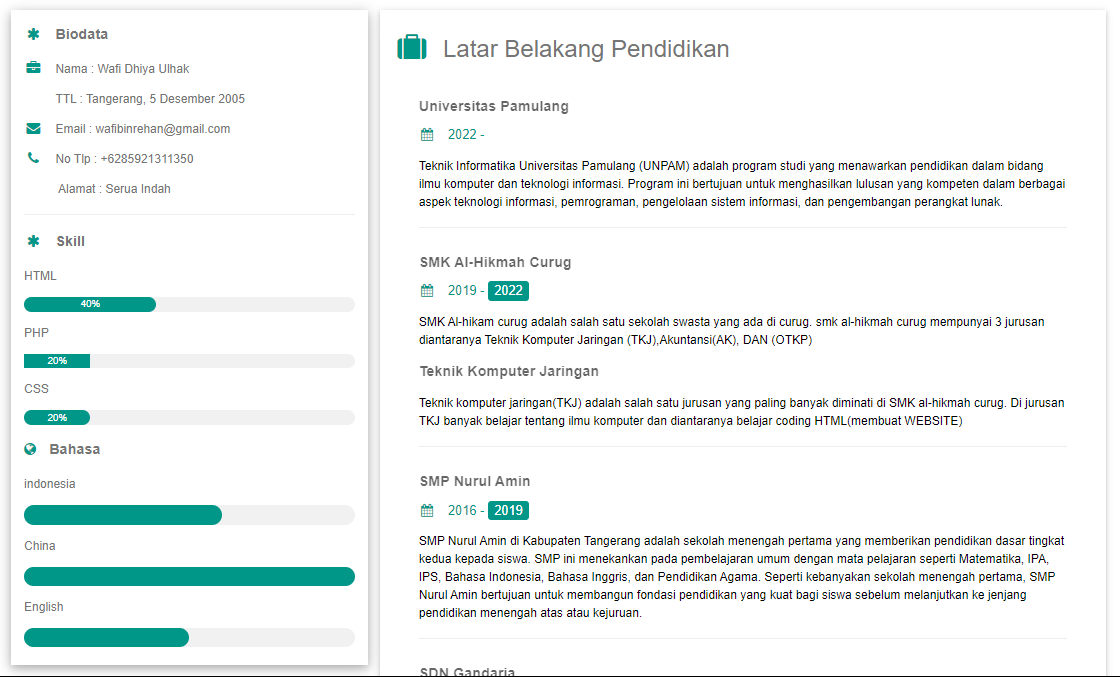 Biodata
Nama : Wafi Dhiya Ulhak
TTL : Tangerang, 5 Desember 2005
Email : wafibinrehan@gmail.com
No Tlp : +6285921311350
Alamat : Serua Indah
Skill
HTML
40%
PHP
20%
CSS
20%
Bahasa
indonesia
China
English
Latar Belakang Pendidikan
Universitas Pamulang
2022 -
Teknik Informatika Universitas Pamulang (UNPAM) adalah program studi yang menawarkan pendidikan dalam bidang
ilmu komputer dan teknologi informasi. Program ini bertujuan untuk menghasilkan lulusan yang kompeten dalam berbagai
aspek teknologi informasi, pemrograman, pengelolaan sistem informasi, dan pengembangan perangkat lunak.
SMK Al-Hikmah Curug
2019 - 2022
SMK Al-hikam curug adalah salah satu sekolah swasta yang ada di curug. smk al-hikmah curug mempunyai 3 jurusan
diantaranya Teknik Komputer Jaringan (TKJ),Akuntansi(AK), DAN (OTKP)
Teknik Komputer Jaringan
Teknik komputer jaringan(TKJ) adalah salah satu jurusan yang paling banyak diminati di SMK al-hikmah curug. Di jurusan
TKJ banyak belajar tentang ilmu komputer dan diantaranya belajar coding HTML(membuat WEBSITE)
SMP Nurul Amin
2016 - 2019
SMP Nurul Amin di Kabupaten Tangerang adalah sekolah menengah pertama yang memberikan pendidikan dasar tingkat
kedua kepada siswa. SMP ini menekankan pada pembelajaran umum dengan mata pelajaran seperti Matematika, IPA,
IPS, Bahasa Indonesia, Bahasa Inggris, dan Pendidikan Agama. Seperti kebanyakan sekolah menengah pertama, SMP
Nurul Amin bertujuan untuk membangun fondasi pendidikan yang kuat bagi siswa sebelum melanjutkan ke jenjang
pendidikan menengah atas atau kejuruan.
SDN Gandaria